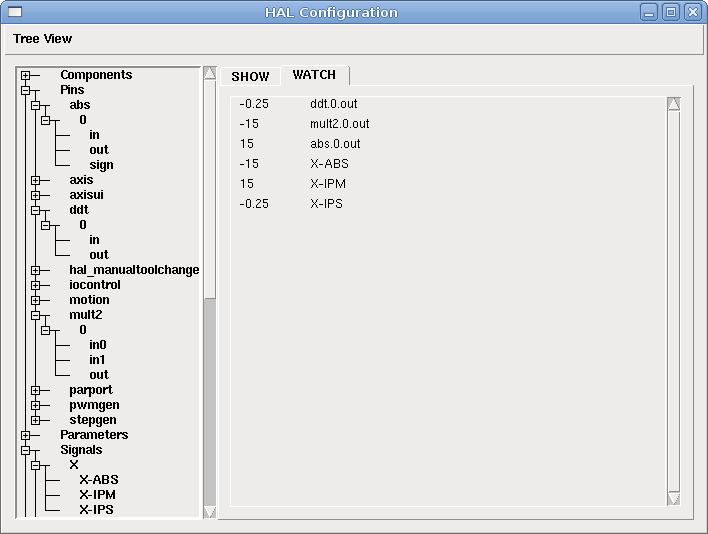 HAL Configuration
Tree View
Components
Pins
abs
0
in
out
sign
axis
axisui
ddt
0
in
out
hal_manualtoolchange
iocontrol
motion
mult2
0
in0
in1
out
parport
pwmgen
stepgen
Parameters
Signals
X
X-ABS
X-IPM
X-IPS
SHOW WATCH
-0.25 ddt.0.out
-15 mult2.0.out
15 abs.0.out
-15 X-ABS
15 X-IPM
-0.25 X-IPS